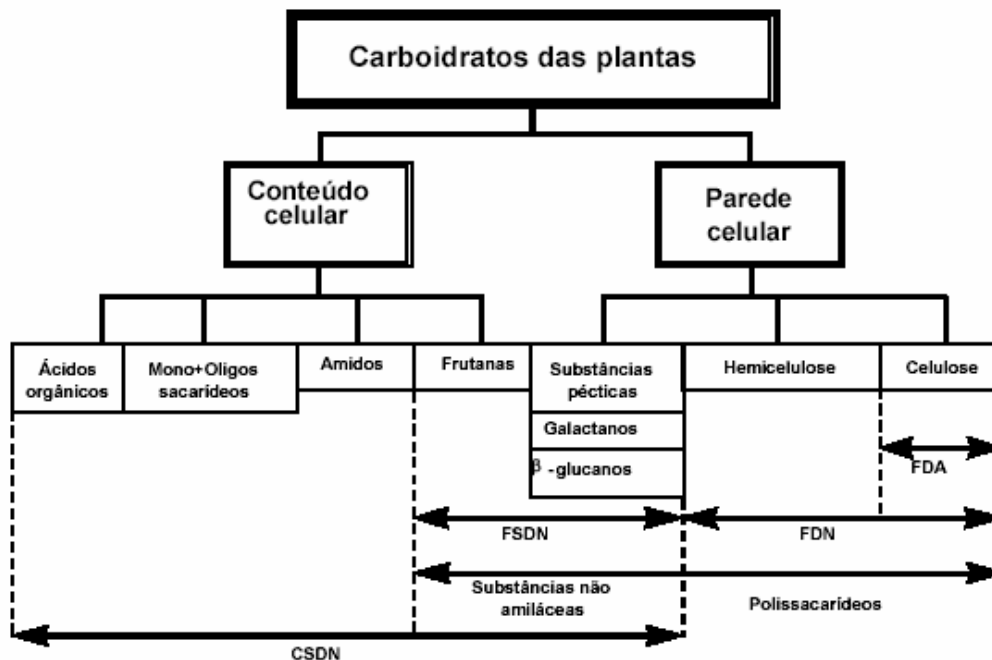 Carboidratos das plantas
Conteúdo
celular
Parede
celular
Ácidos
orgânicos
Mono+Oligos
sacarídeos
Amidos
Frutanas
Substâncias
pécticas
Hemicelulose
Celulose
Galactanos
β -glucanos
FDA
FSDN
FDN
Substâncias não
amiláceas
Polissacarídeos
CSDN